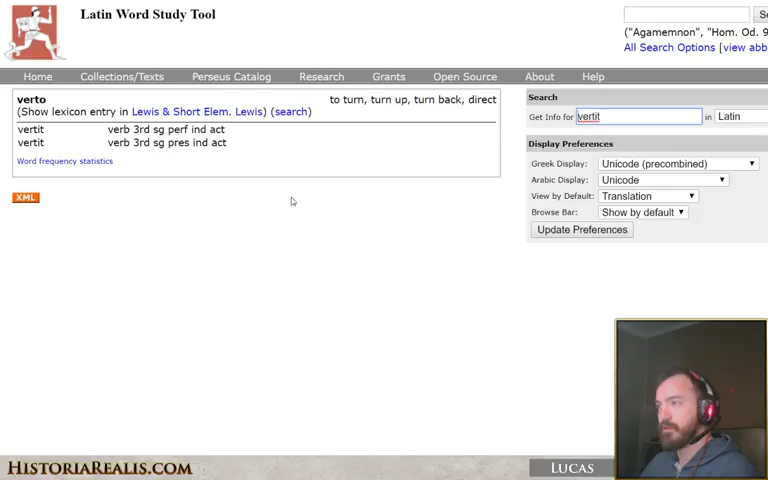 Latin Word Study Tool
Se
("Agamemnon", "Hom. Od. 9
All Search Options [view abb
Home Collections/Texts Perseus Catalog Research Grants Open Source About Help
verto to turn, turn up, turn back, direct
(Show lexicon entry in Lewis & Short Elem. Lewis) (search)
vertit verb 3rd sg perf ind act
vertit verb 3rd sg pres ind act
Word frequency statistics
XML
Search
Get Info for vertit in Latin
Display Preferences
Greek Display: Unicode (precombined)
Arabic Display: Unicode
View by Default: Translation
Browse Bar: Show by default
Update Preferences
HISTORIAREALIS.COM
LUCAS